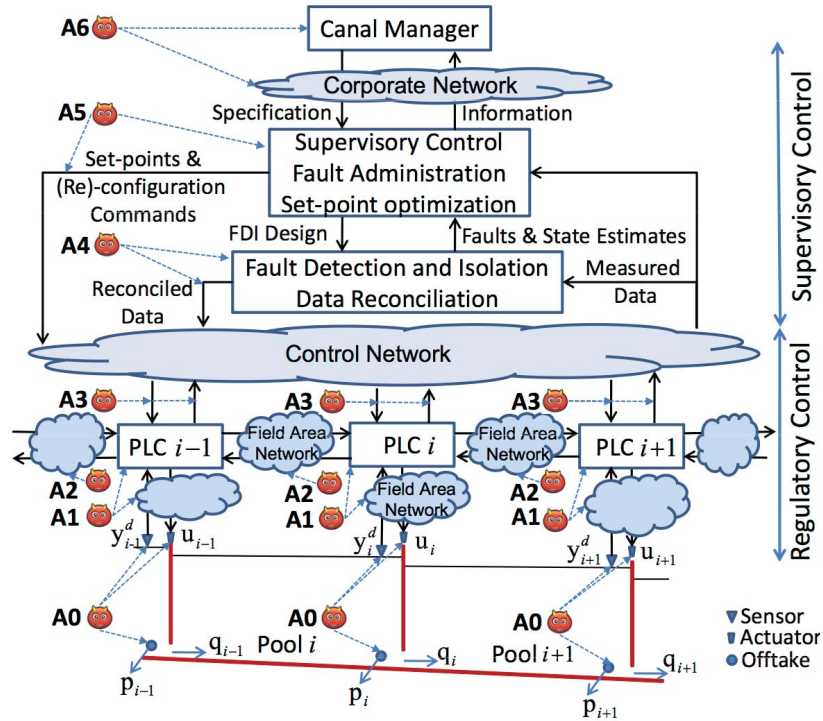 A6
Canal Manager
Corporate Network
Specification
Information
A5
Supervisory Control
Fault Administration
Set-point optimization
Set-points &
(Re)-configuration
Commands
FDI Design
Faults & State Estimates
A4
Fault Detection and Isolation
Data Reconciliation
Reconciled
Data
Measured
Data
Supervisory Control
Control Network
Regulatory Control
A3
A3
A3
PLC i−1
Field Area
Network
PLC i
Field Area
Network
PLC i+1
A2
A2
A2
A1
A1
A1
Field Area
Network
y^d_{i-1}
u_{i−1}
y^d_i
u_i
y^d_{i+1}
u_{i+1}
A0
A0
A0
Sensor
Actuator
Offtake
q_{i−1}
Pool i
q_i
Pool i+1
q_{i+1}
p_{i−1}
p_i
p_{i+1}